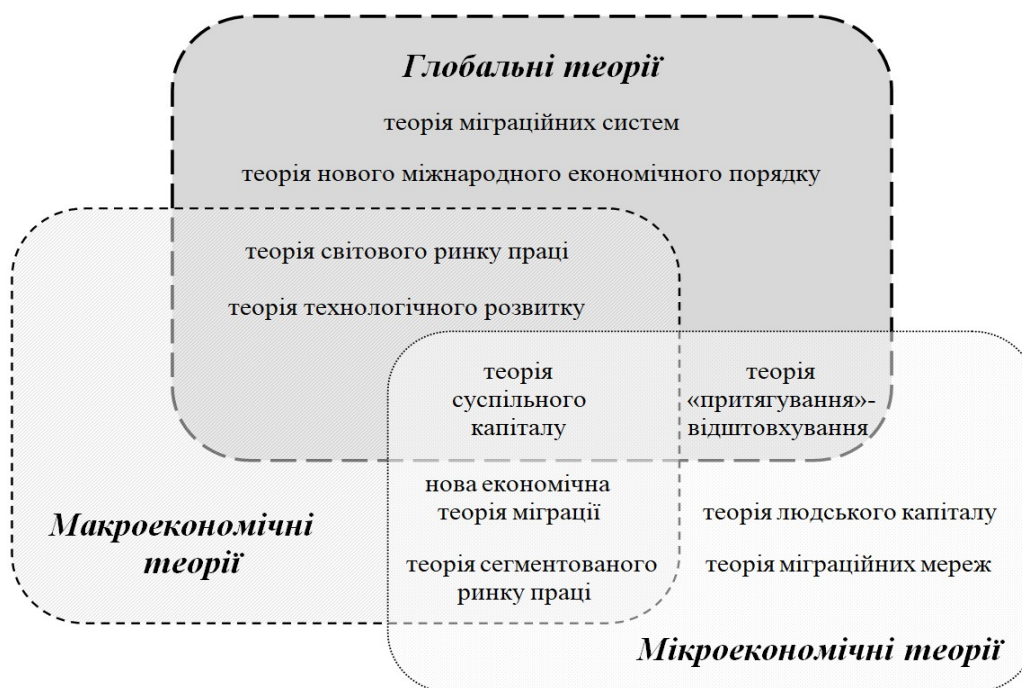 Глобальні теорії
теорія міграційних систем
теорія нового міжнародного економічного порядку
теорія світового ринку праці
теорія технологічного розвитку
теорія
суспільного
капіталу
теорія
«притягування»-
відштовхування
нова економічна
теорія міграції
теорія сегментованого
ринку праці
теорія людського капіталу
теорія міграційних мереж
Макроекономічні
теорії
Мікроекономічні теорії